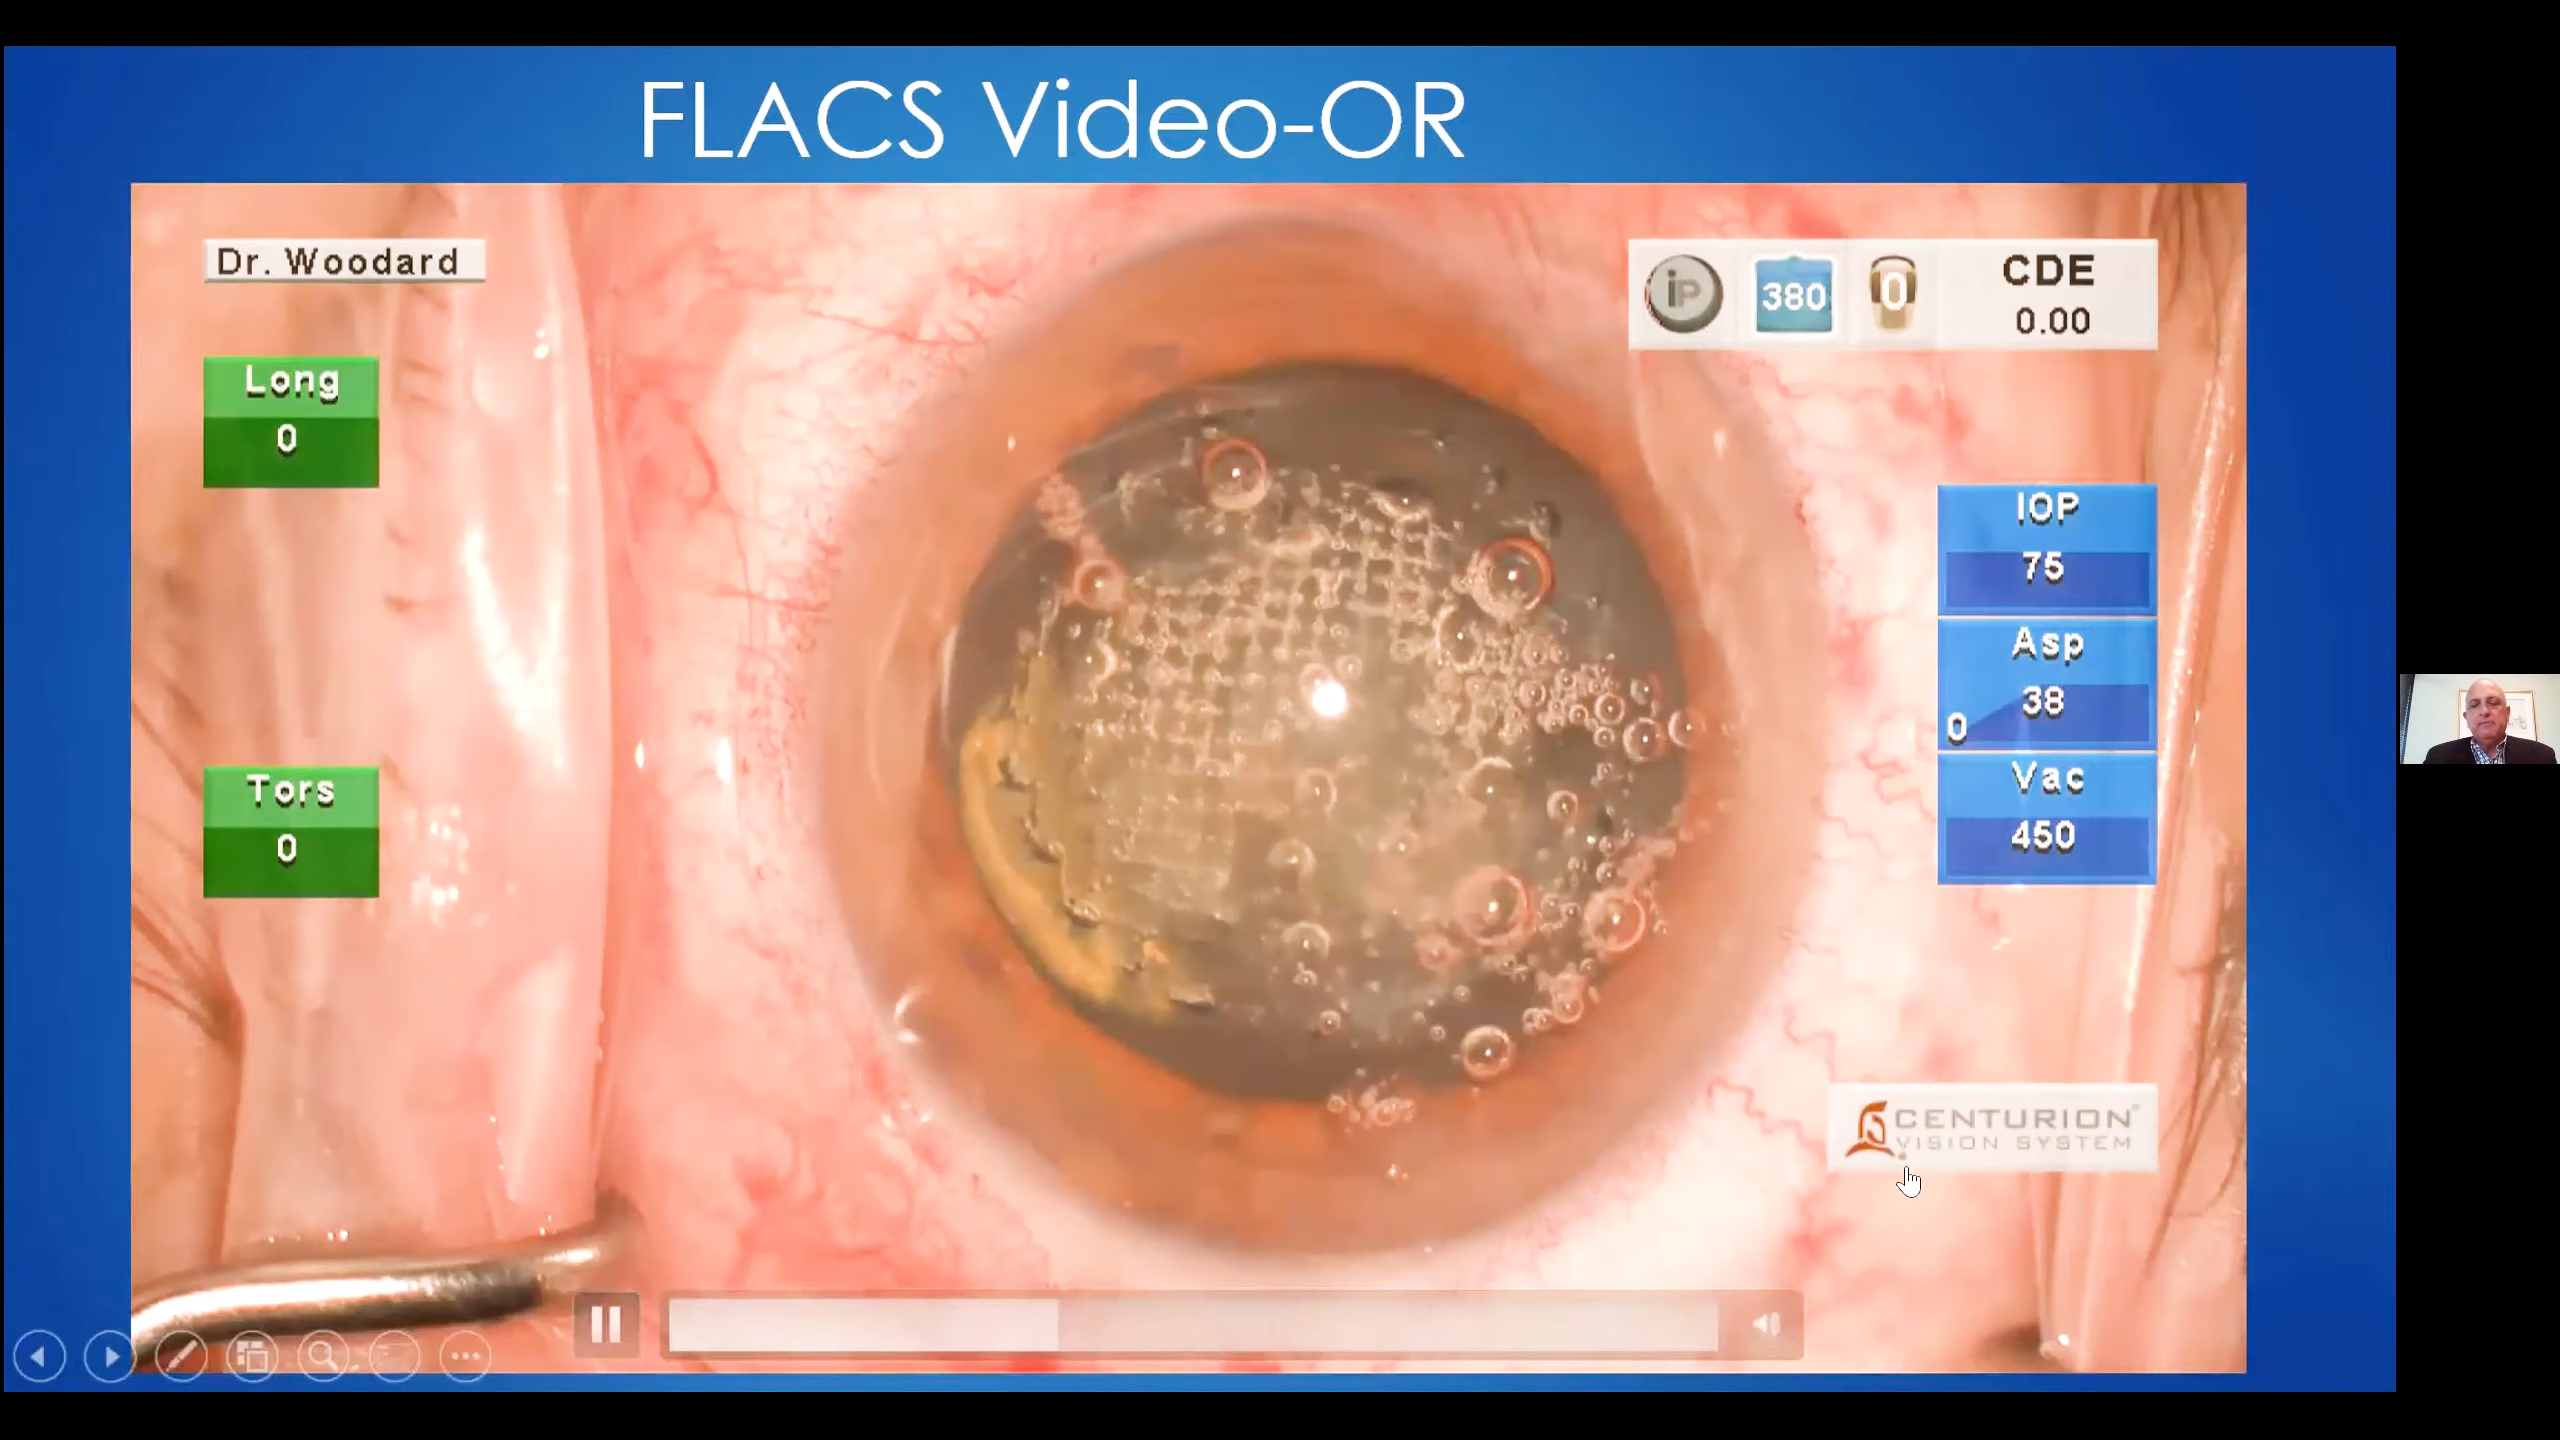 FLACS Video-OR
Dr. Woodard
iP
380
0
CDE
0.00
Long
0
IOP
75
Asp
38
0
Vac
450
Tors
0
CENTURION
VISION SYSTEM